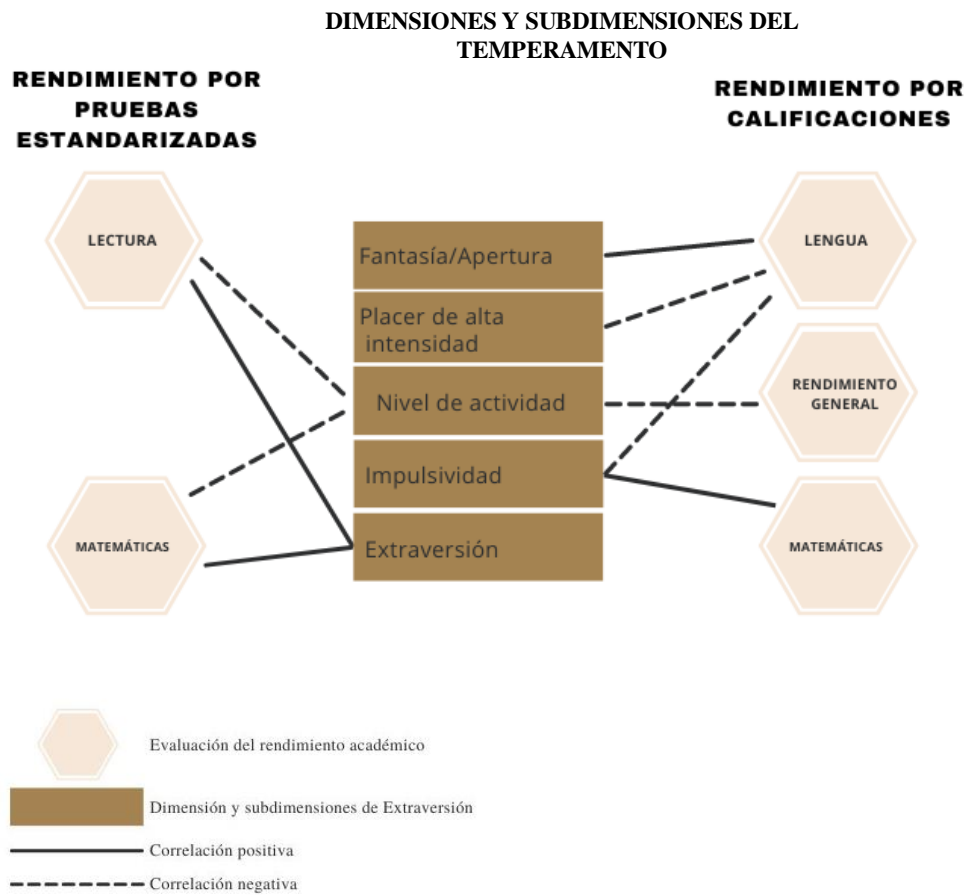 DIMENSIONES Y SUBDIMENSIONES DEL
TEMPERAMENTO
RENDIMIENTO POR
PRUEBAS
ESTANDARIZADAS
RENDIMIENTO POR
CALIFICACIONES
LECTURA
MATEMÁTICAS
Fantasía/Apertura
Placer de alta
intensidad
Nivel de actividad
Impulsividad
Extraversión
LENGUA
RENDIMIENTO
GENERAL
MATEMÁTICAS
Evaluación del rendimiento académico
Dimensión y subdimensiones de Extraversión
Correlación positiva
Correlación negativa